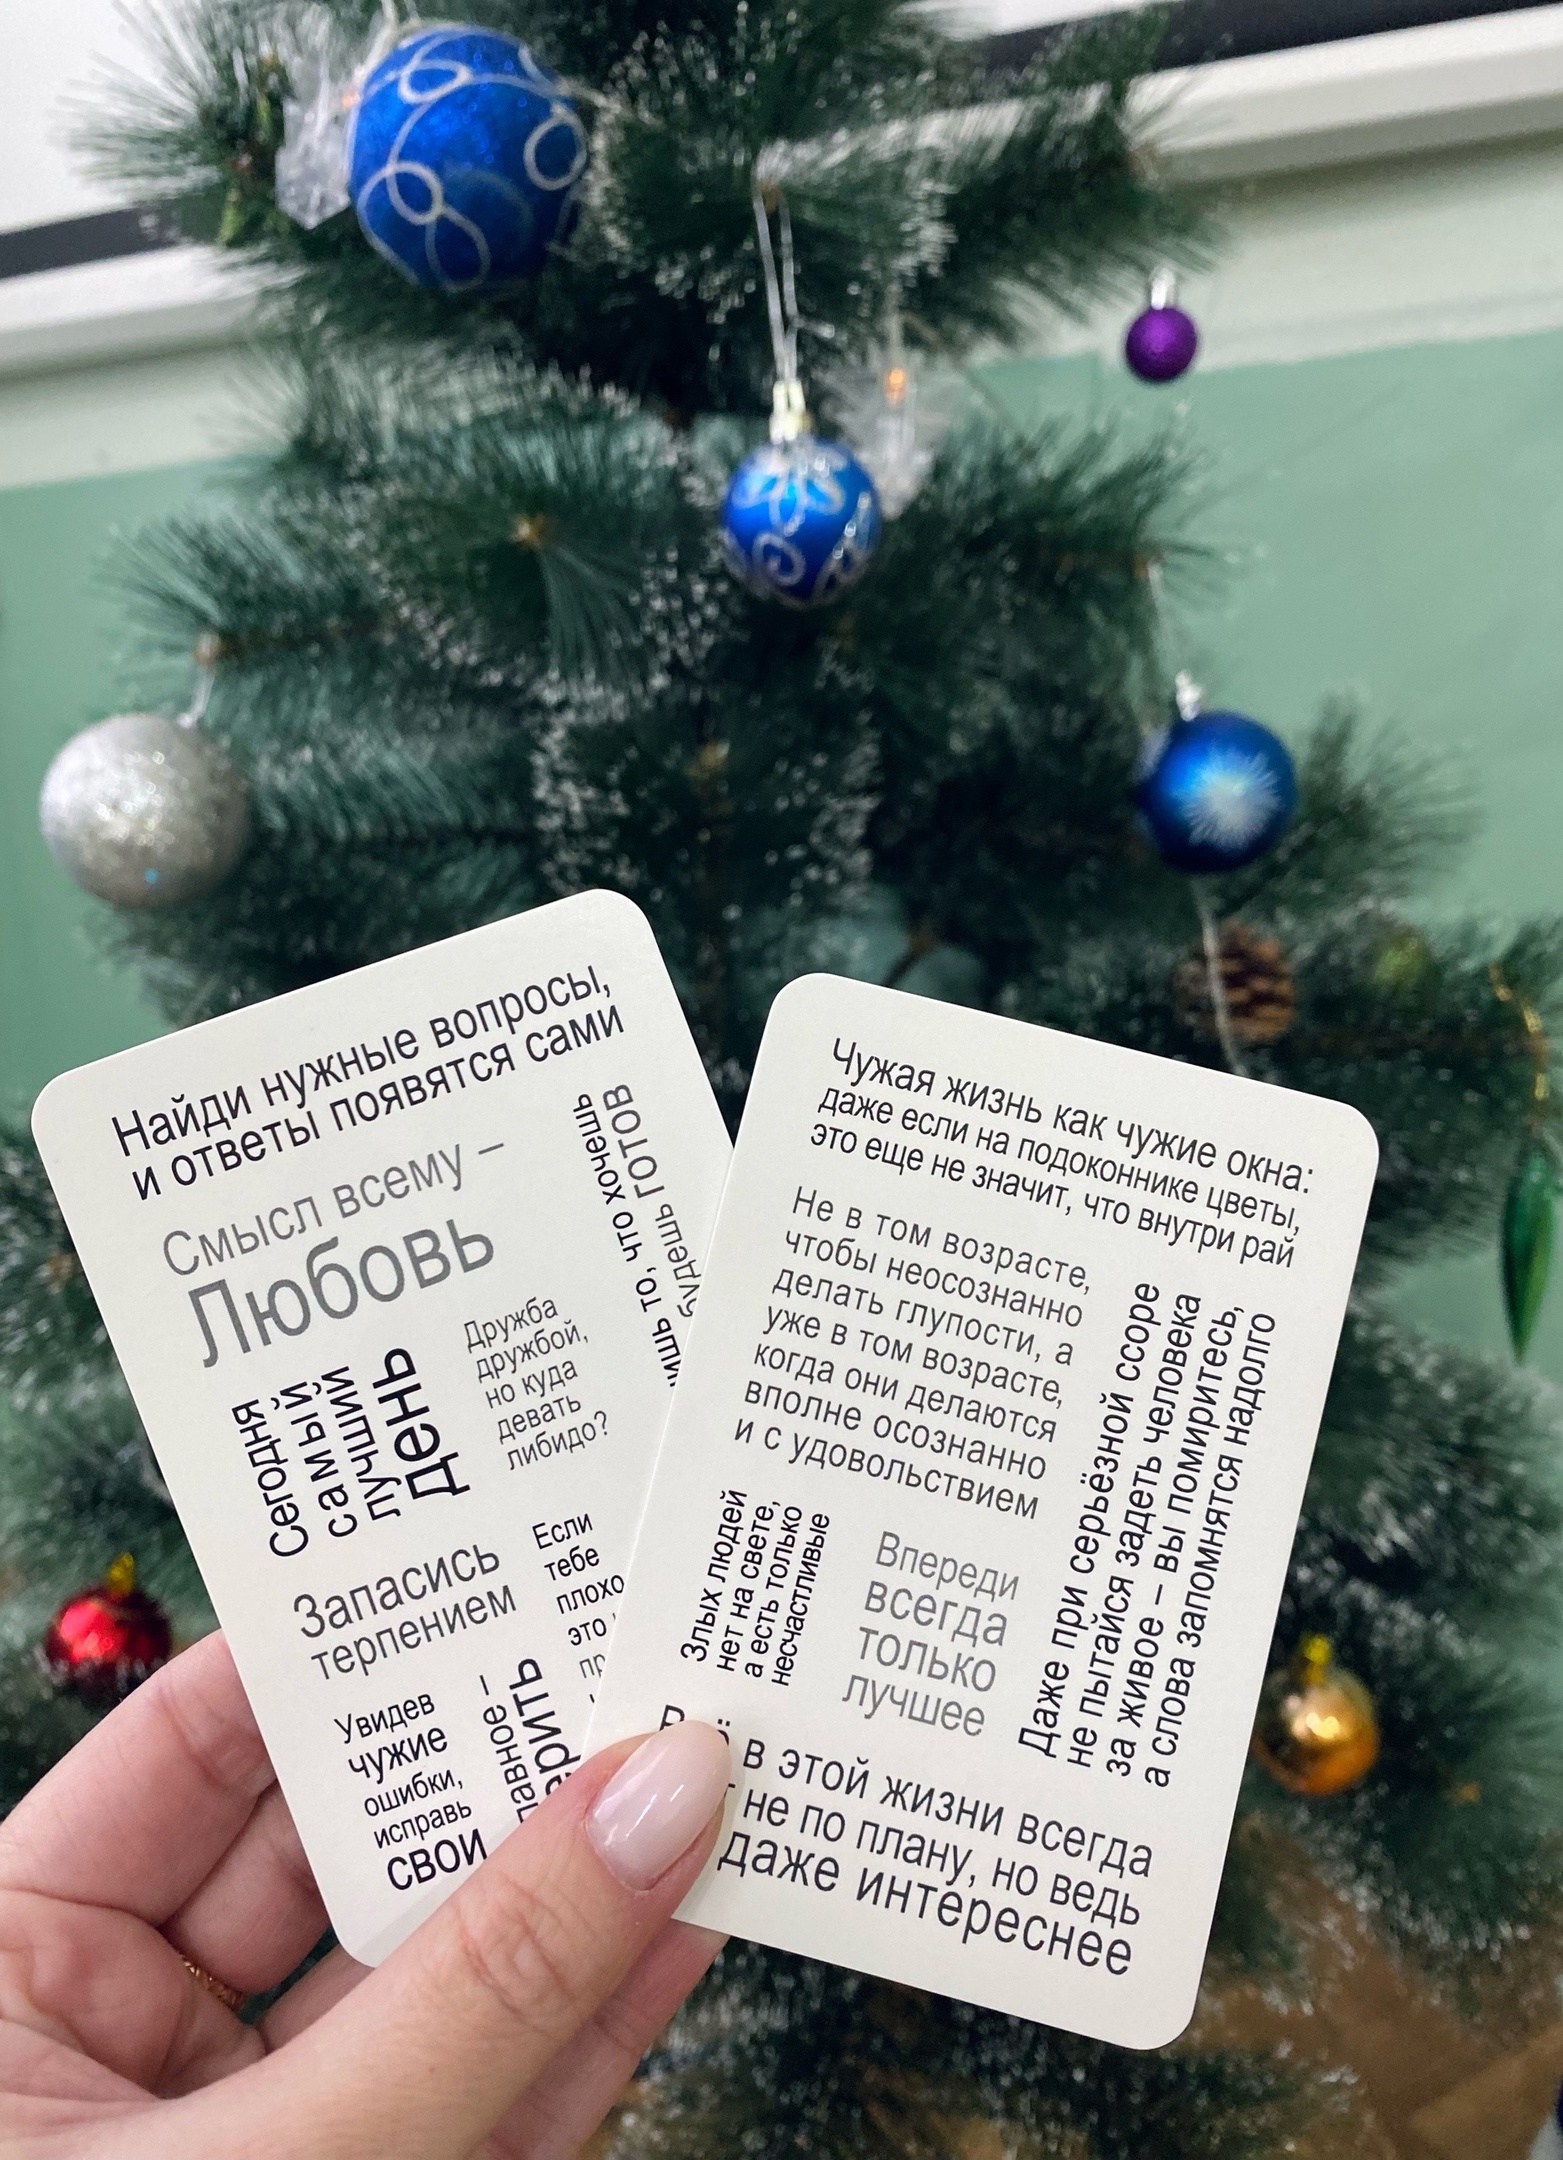 Найди нужные вопросы,
и ответы появятся сами
Смысл всему –
Любовь
то, что хочешь
будешь ГОТОВ
Сегодня
самый
лучший
день
Дружба
дружбой,
но куда
девать
либидо?
Запасись
терпением
Если
тебе
плохо
это
Увидев
чужие
ошибки,
исправь
СВОИ
Чужая жизнь как чужие окна:
даже если на подоконнике цветы,
это еще не значит, что внутри рай
Не в том возрасте,
чтобы неосознанно
делать глупости, а
уже в том возрасте,
когда они делаются
вполне осознанно
и с удовольствием
Даже при серьёзной ссоре
не пытайся задеть человека
за живое – вы помиритесь,
а слова запомнятся надолго
Злых людей
нет на свете,
а есть только
несчастливые
Впереди
всегда
только
лучшее
в этой жизни всегда
не по плану, но ведь
даже интереснее